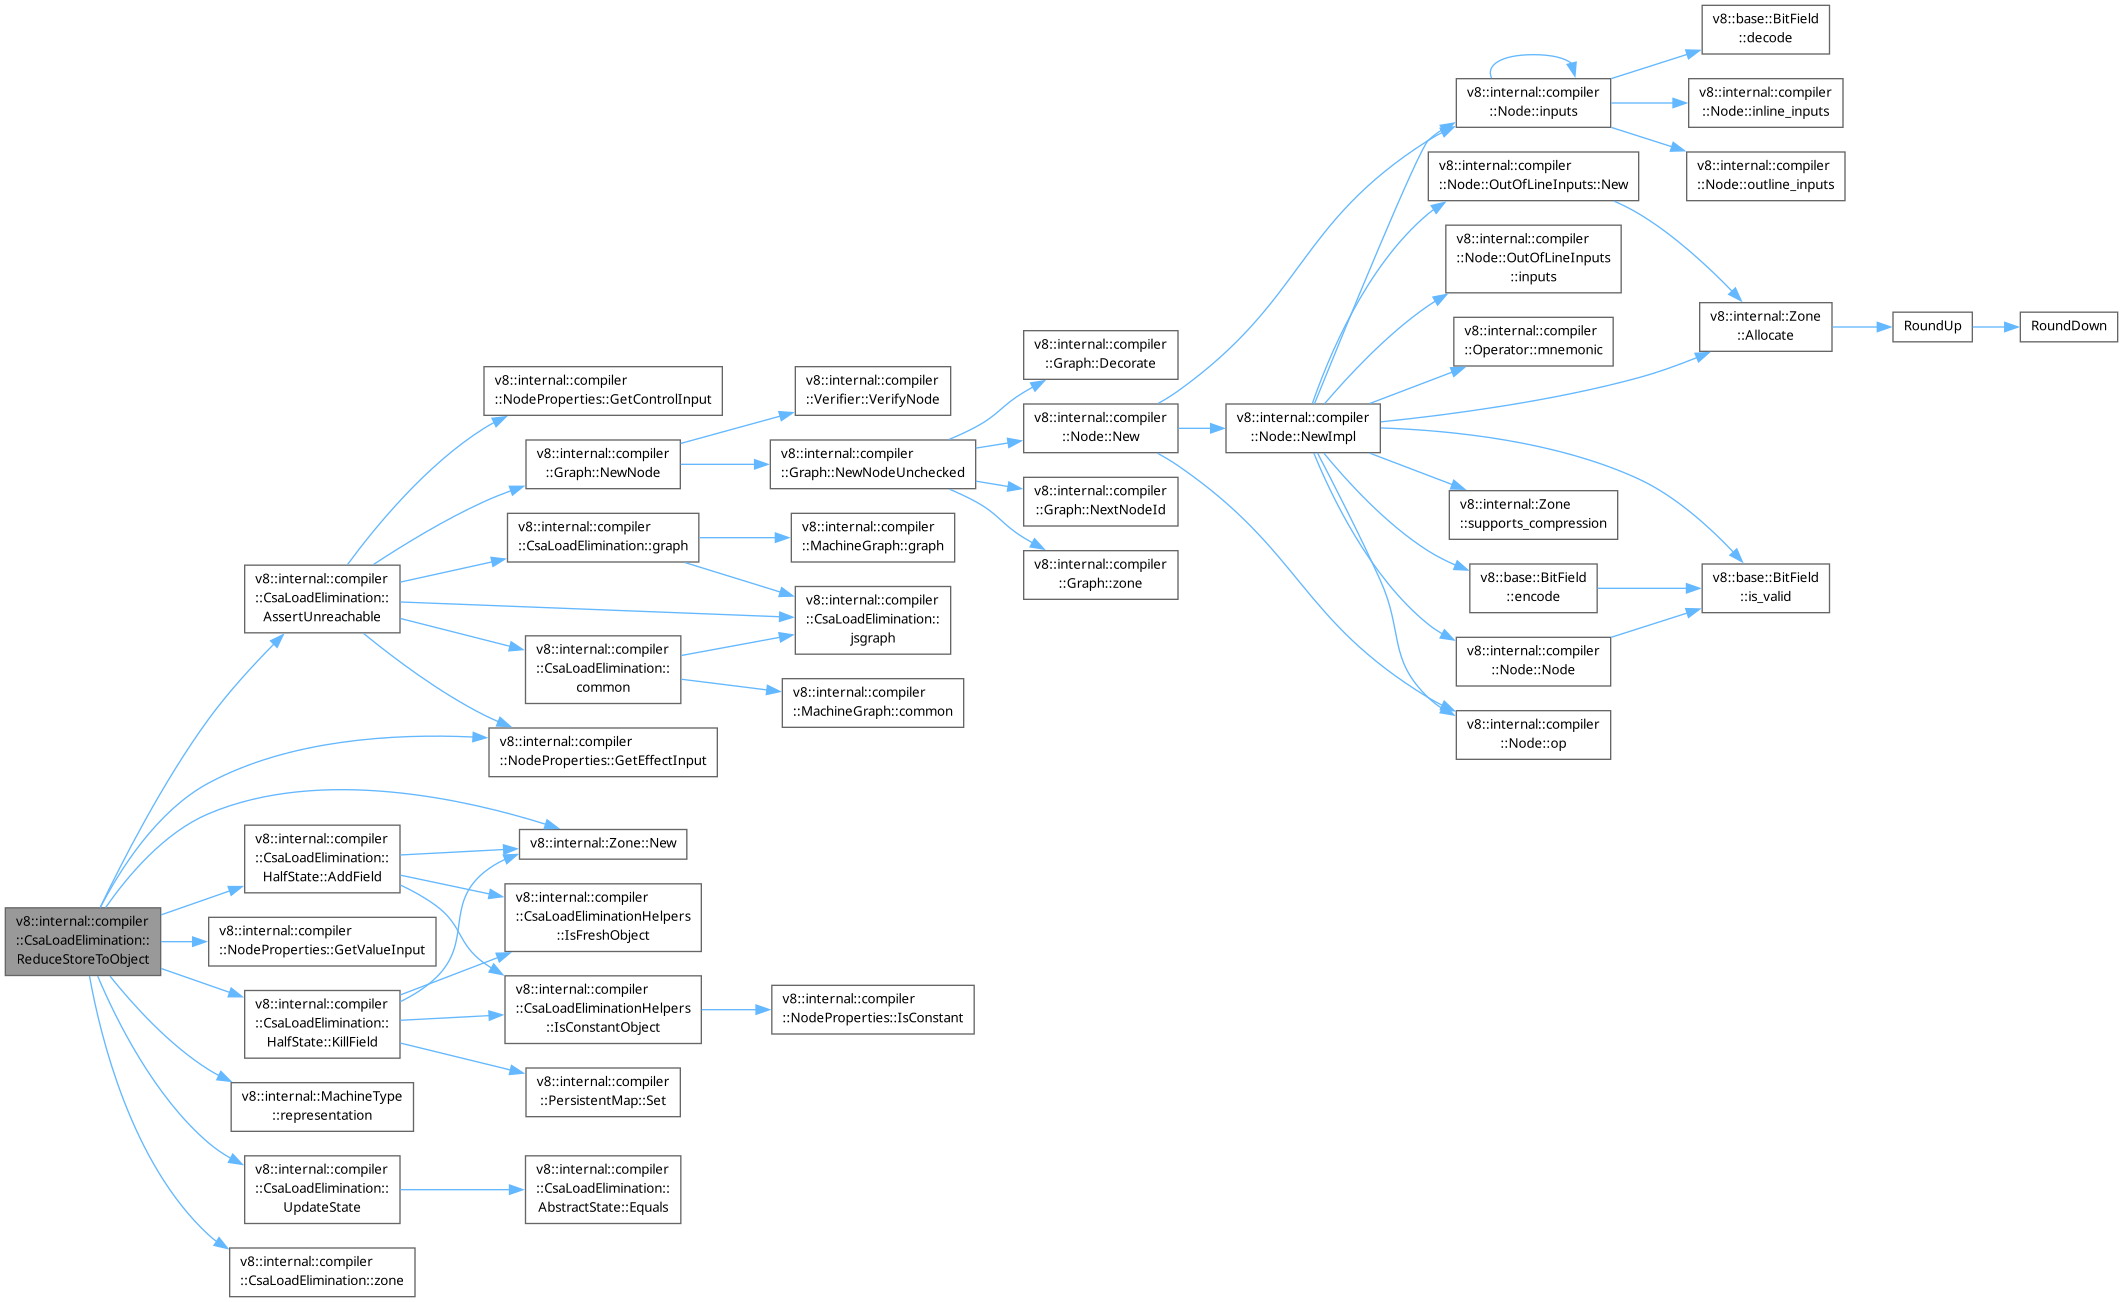 v8::internal::compiler
::CsaLoadElimination::
ReduceStoreToObject
v8::internal::compiler
::CsaLoadElimination::
AssertUnreachable
v8::internal::compiler
::CsaLoadElimination::
HalfState::AddField
v8::internal::compiler
::NodeProperties::GetValueInput
v8::internal::compiler
::CsaLoadElimination::
HalfState::KillField
v8::internal::MachineType
::representation
v8::internal::compiler
::CsaLoadElimination::
UpdateState
v8::internal::compiler
::CsaLoadElimination::zone
v8::internal::compiler
::NodeProperties::GetControlInput
v8::internal::compiler
::Graph::NewNode
v8::internal::compiler
::CsaLoadElimination::graph
v8::internal::compiler
::CsaLoadElimination::
common
v8::internal::compiler
::NodeProperties::GetEffectInput
v8::internal::Zone::New
v8::internal::compiler
::CsaLoadEliminationHelpers
::IsFreshObject
v8::internal::compiler
::CsaLoadEliminationHelpers
::IsConstantObject
v8::internal::compiler
::PersistentMap::Set
v8::internal::compiler
::CsaLoadElimination::
AbstractState::Equals
v8::internal::compiler
::Verifier::VerifyNode
v8::internal::compiler
::Graph::NewNodeUnchecked
v8::internal::compiler
::MachineGraph::graph
v8::internal::compiler
::CsaLoadElimination::
jsgraph
v8::internal::compiler
::MachineGraph::common
v8::internal::compiler
::NodeProperties::IsConstant
v8::internal::compiler
::Graph::Decorate
v8::internal::compiler
::Node::New
v8::internal::compiler
::Graph::NextNodeId
v8::internal::compiler
::Graph::zone
v8::internal::compiler
::Node::NewImpl
v8::internal::compiler
::Node::inputs
v8::internal::compiler
::Node::OutOfLineInputs::New
v8::internal::compiler
::Node::OutOfLineInputs
::inputs
v8::internal::compiler
::Operator::mnemonic
v8::internal::Zone
::supports_compression
v8::base::BitField
::encode
v8::internal::compiler
::Node::Node
v8::internal::compiler
::Node::op
v8::base::BitField
::decode
v8::internal::compiler
::Node::inline_inputs
v8::internal::compiler
::Node::outline_inputs
v8::internal::Zone
::Allocate
v8::base::BitField
::is_valid
RoundUp
RoundDown